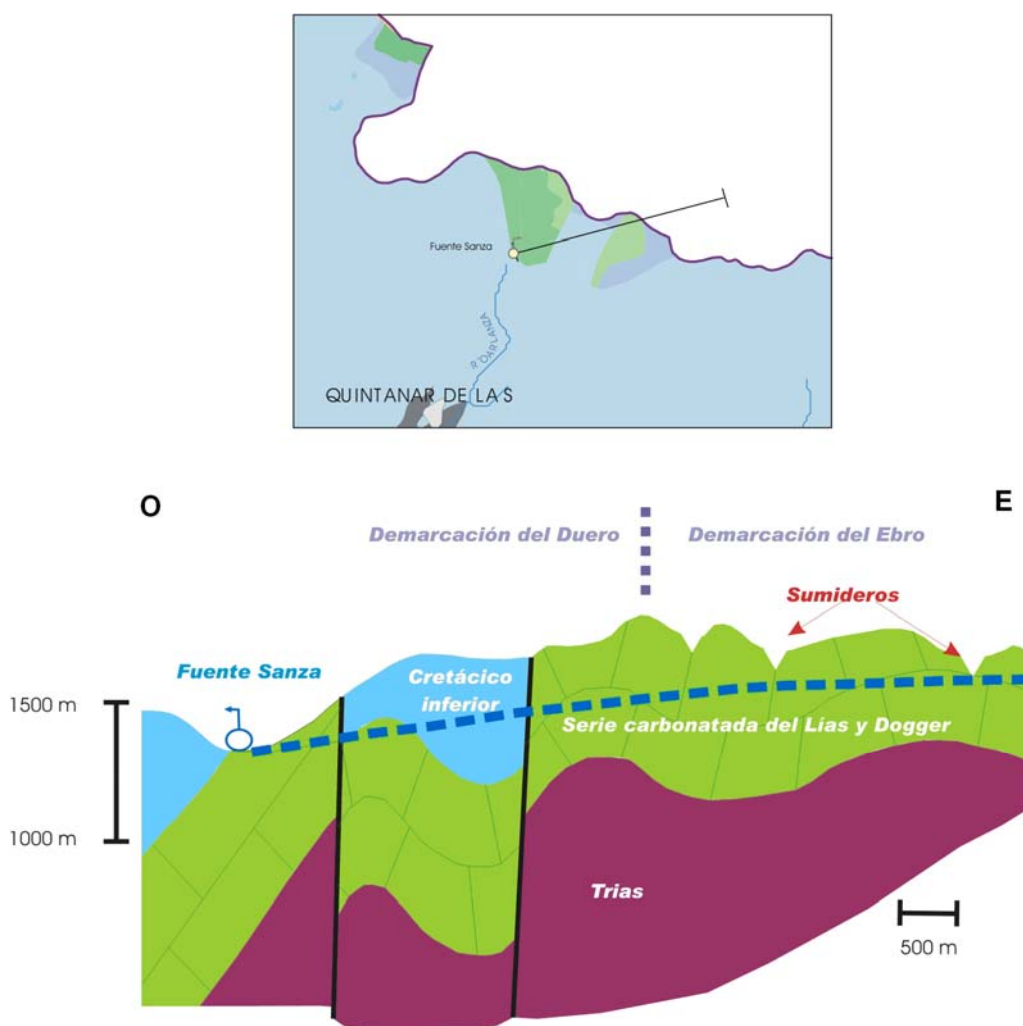 Fuente Sanza
R. DARLANZA
QUINTANAR DE LA S
O
E
Demarcación del Duero
Demarcación del Ebro
Sumideros
Fuente Sanza
Cretácico
inferior
1500 m
Serie carbonatada del Lías y Dogger
1000 m
Trias
500 m